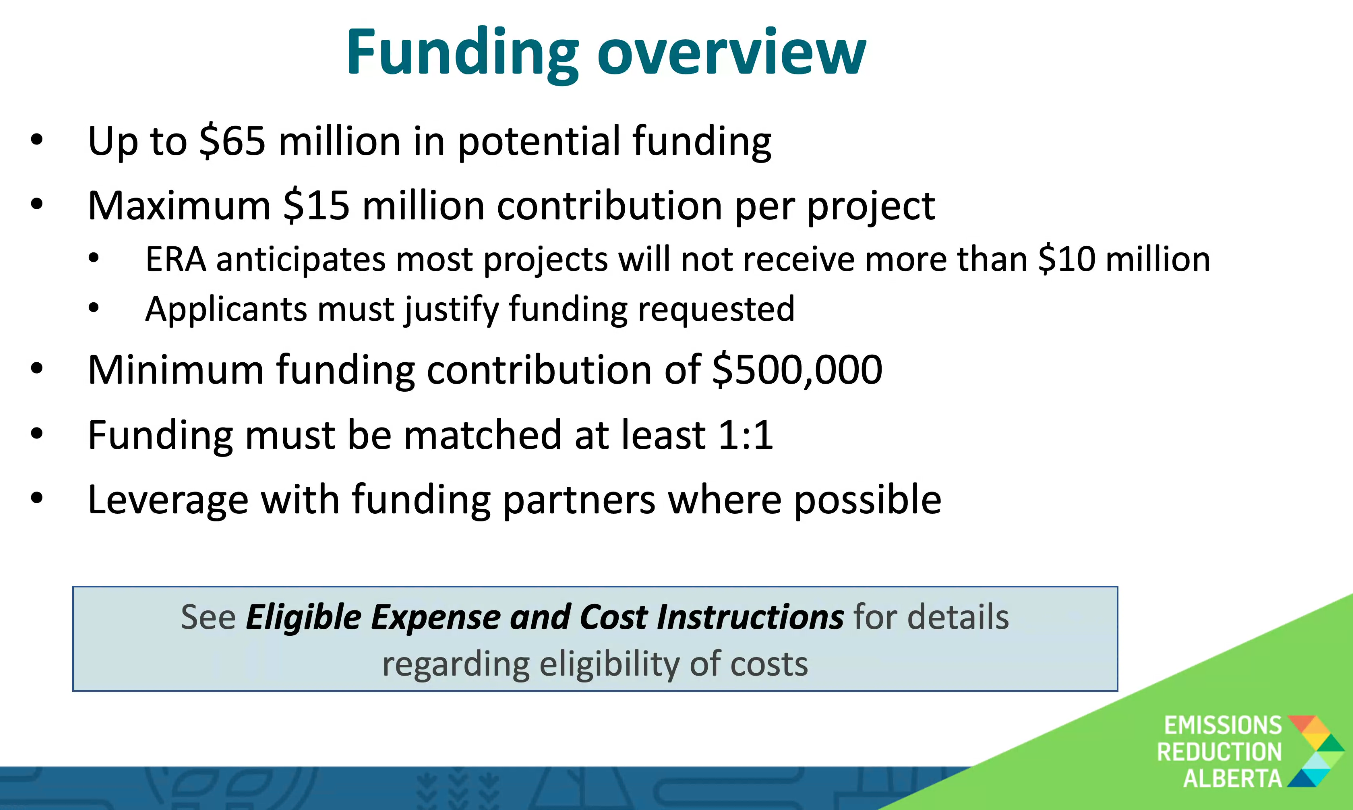 Funding overview
• Up to $65 million in potential funding
• Maximum $15 million contribution per project
• ERA anticipates most projects will not receive more than $10 million
• Applicants must justify funding requested
• Minimum funding contribution of $500,000
• Funding must be matched at least 1:1
• Leverage with funding partners where possible
See Eligible Expense and Cost Instructions for details
regarding eligibility of costs
EMISSIONS
REDUCTION
ALBERTA